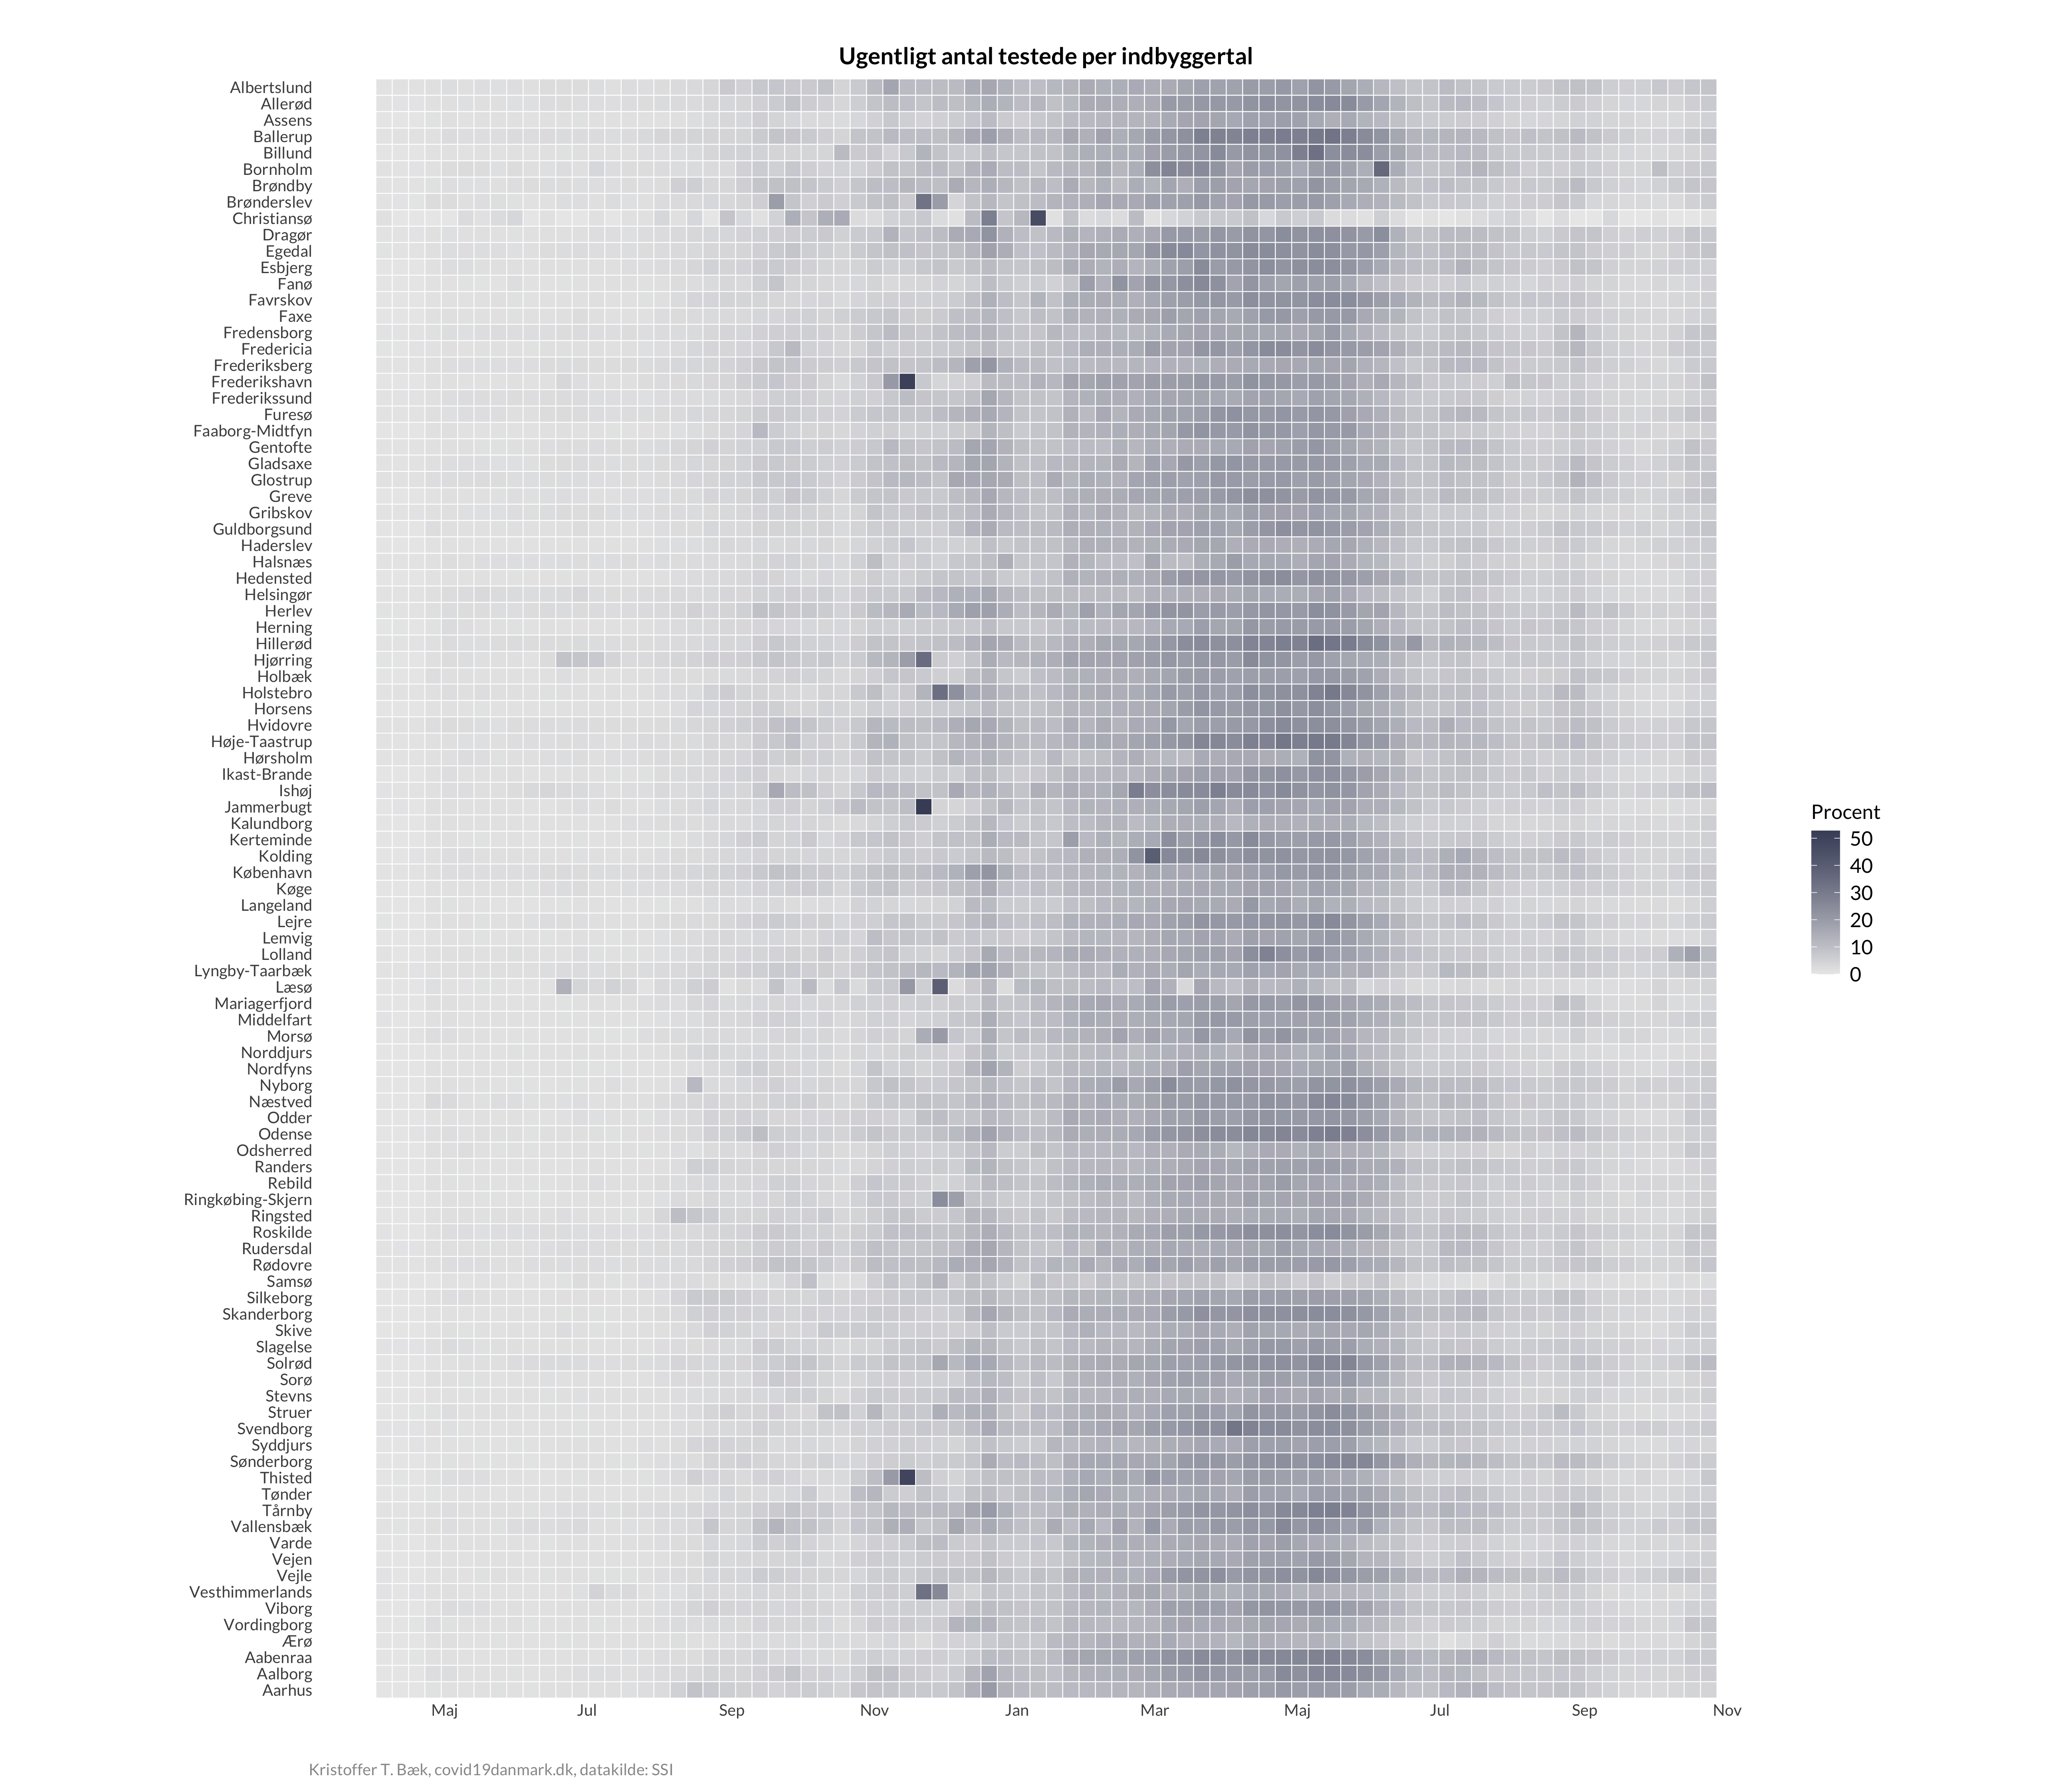 Ugentligt antal testede per indbyggertal
Albertslund
Allerød
Assens
Ballerup
Billund
Bornholm
Brøndby
Brønderslev
Christiansø
Dragør
Egedal
Esbjerg
Fanø
Favrskov
Faxe
Fredensborg
Fredericia
Frederiksberg
Frederikshavn
Frederikssund
Furesø
Faaborg-Midtfyn
Gentofte
Gladsaxe
Glostrup
Greve
Gribskov
Guldborgsund
Haderslev
Halsnæs
Hedensted
Helsingør
Herlev
Herning
Hillerød
Hjørring
Holbæk
Holstebro
Horsens
Hvidovre
Høje-Taastrup
Hørsholm
Ikast-Brande
Ishøj
Jammerbugt
Kalundborg
Kerteminde
Kolding
København
Køge
Langeland
Lejre
Lemvig
Lolland
Lyngby-Taarbæk
Læsø
Mariagerfjord
Middelfart
Morsø
Norddjurs
Nordfyns
Nyborg
Næstved
Odder
Odense
Odsherred
Randers
Rebild
Ringkøbing-Skjern
Ringsted
Roskilde
Rudersdal
Rødovre
Samsø
Silkeborg
Skanderborg
Skive
Slagelse
Solrød
Sorø
Stevns
Struer
Svendborg
Syddjurs
Sønderborg
Thisted
Tønder
Tårnby
Vallensbæk
Varde
Vejen
Vejle
Vesthimmerlands
Viborg
Vordingborg
Ærø
Aabenraa
Aalborg
Aarhus
Maj Jul Sep Nov Jan Mar Maj Jul Sep Nov
Procent
50
40
30
20
10
0
Kristoffer T. Bæk, covid19danmark.dk, datakilde: SSI